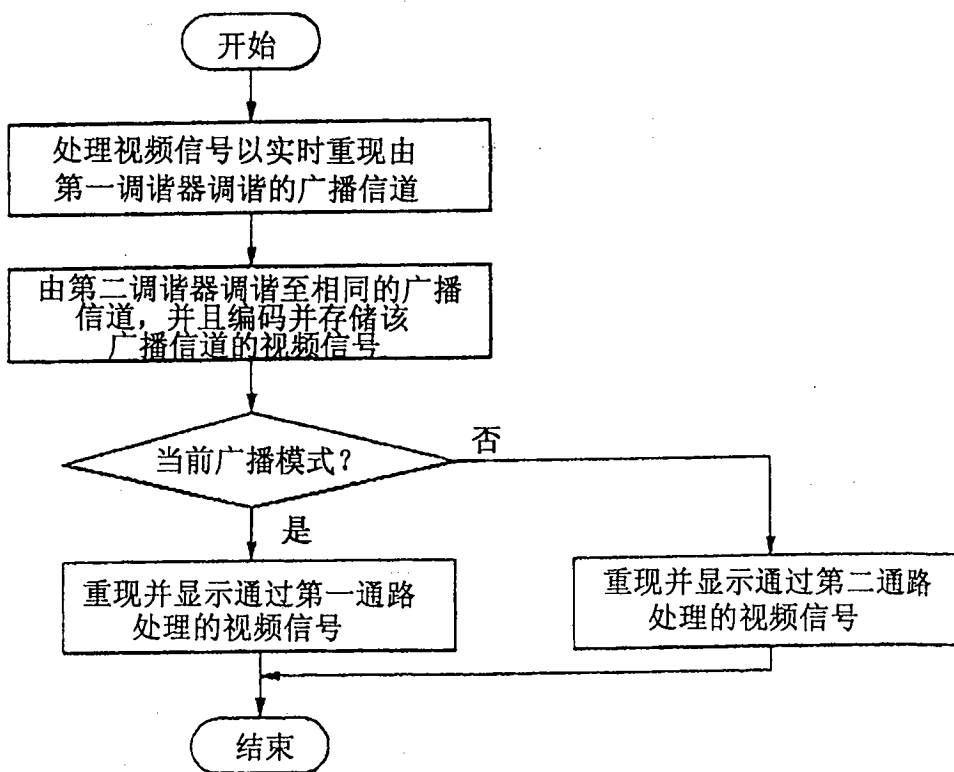 开始
处理视频信号以实时重现由
第一调谐器调谐的广播信道
由第二调谐器调谐至相同的广播
信道，并且编码并存储该
广播信道的视频信号
当前广播模式？
否
是
重现并显示通过第一通路
处理的视频信号
重现并显示通过第二通路
处理的视频信号
结束